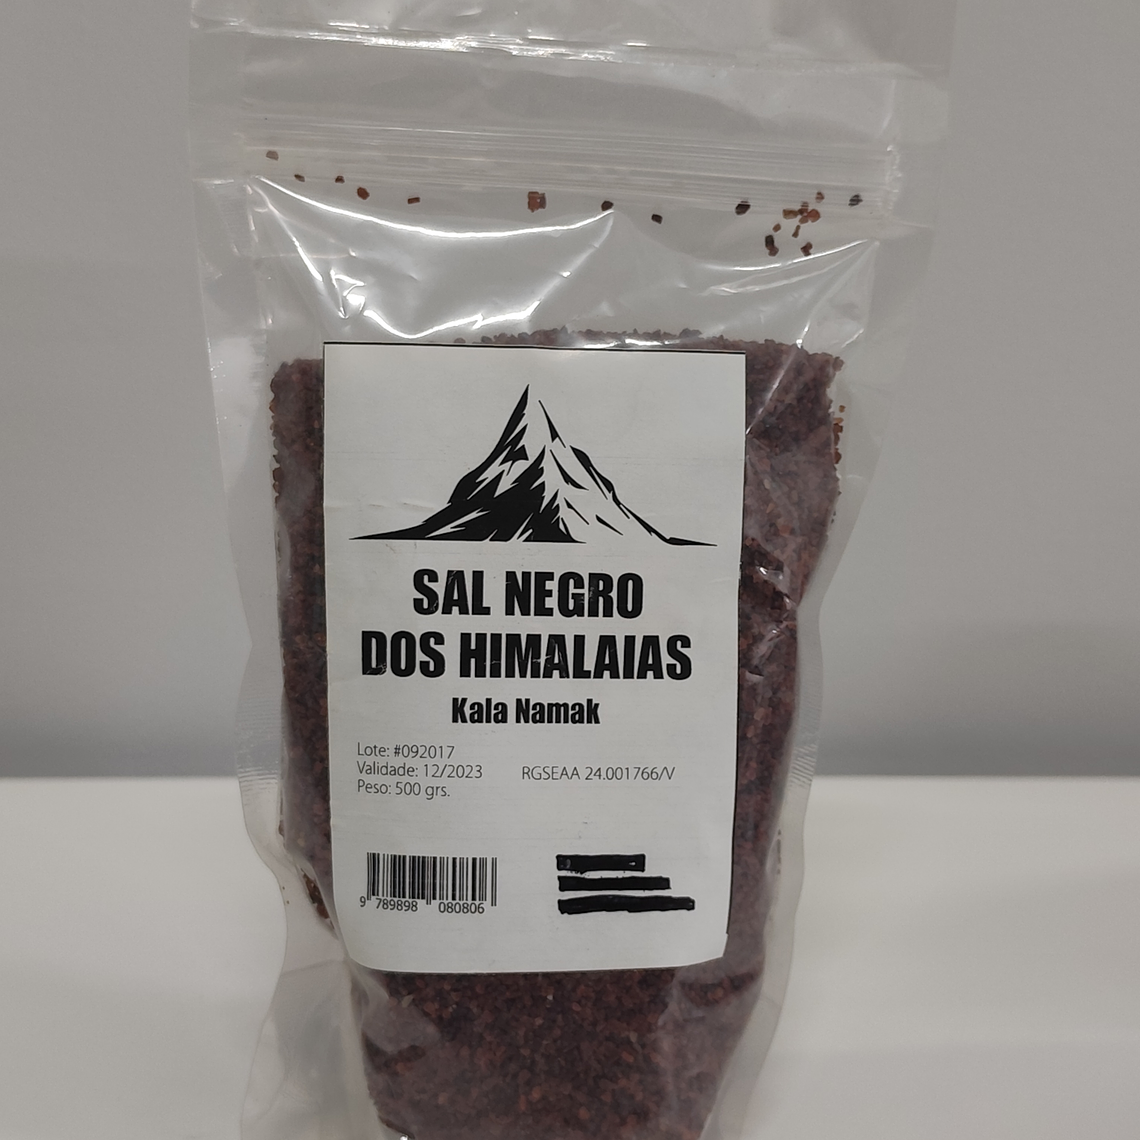 SAL NEGRO
DOS HIMALAIAS
Kala Namak
Lote: #092017
Validade: 12/2023
RGSEAA 24.001766/V
Peso: 500 grs.
9 789898 080806